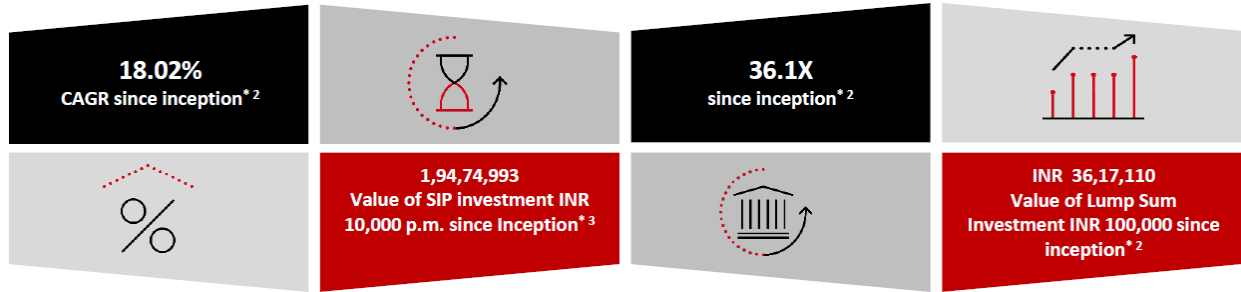 18.02%
CAGR since inception* 2
36.1X
since inception* 2
1,94,74,993
Value of SIP investment INR
10,000 p.m. since Inception* 3
INR 36,17,110
Value of Lump Sum
Investment INR 100,000 since
inception* 2